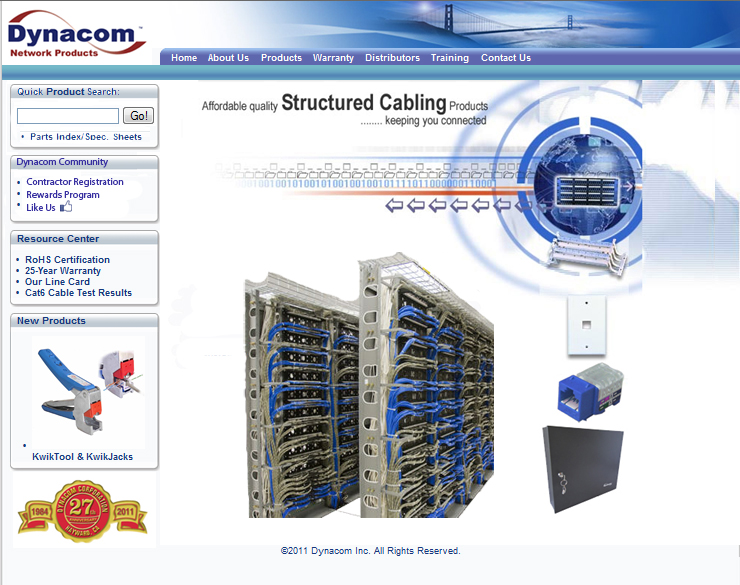 Dynacom™
Network Products
Home About Us Products Warranty Distributors Training Contact Us
Quick Product Search:
Go!
• Parts Index/Spec. Sheets
Dynacom Community
• Contractor Registration
• Rewards Program
• Like Us
Resource Center
• RoHS Certification
• 25-Year Warranty
• Our Line Card
• Cat6 Cable Test Results
New Products
• KwikTool & KwikJacks
DYNACOM CORPORATION
1984 27th 2011
ANNIVERSARY
HAYWARD, CA
Affordable quality Structured Cabling Products
........ keeping you connected
©2011 Dynacom Inc. All Rights Reserved.